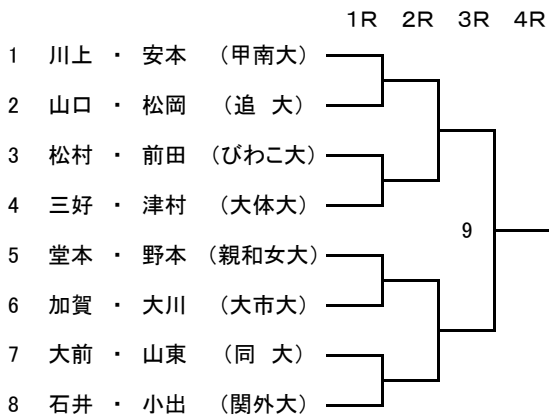 1R 2R 3R 4R
1 川上 ・ 安本 (甲南大)
2 山口 ・ 松岡 (追 大)
3 松村 ・ 前田 (びわこ大)
4 三好 ・ 津村 (大体大)
9
5 堂本 ・ 野本 (親和女大)
6 加賀 ・ 大川 (大市大)
7 大前 ・ 山東 (同 大)
8 石井 ・ 小出 (関外大)